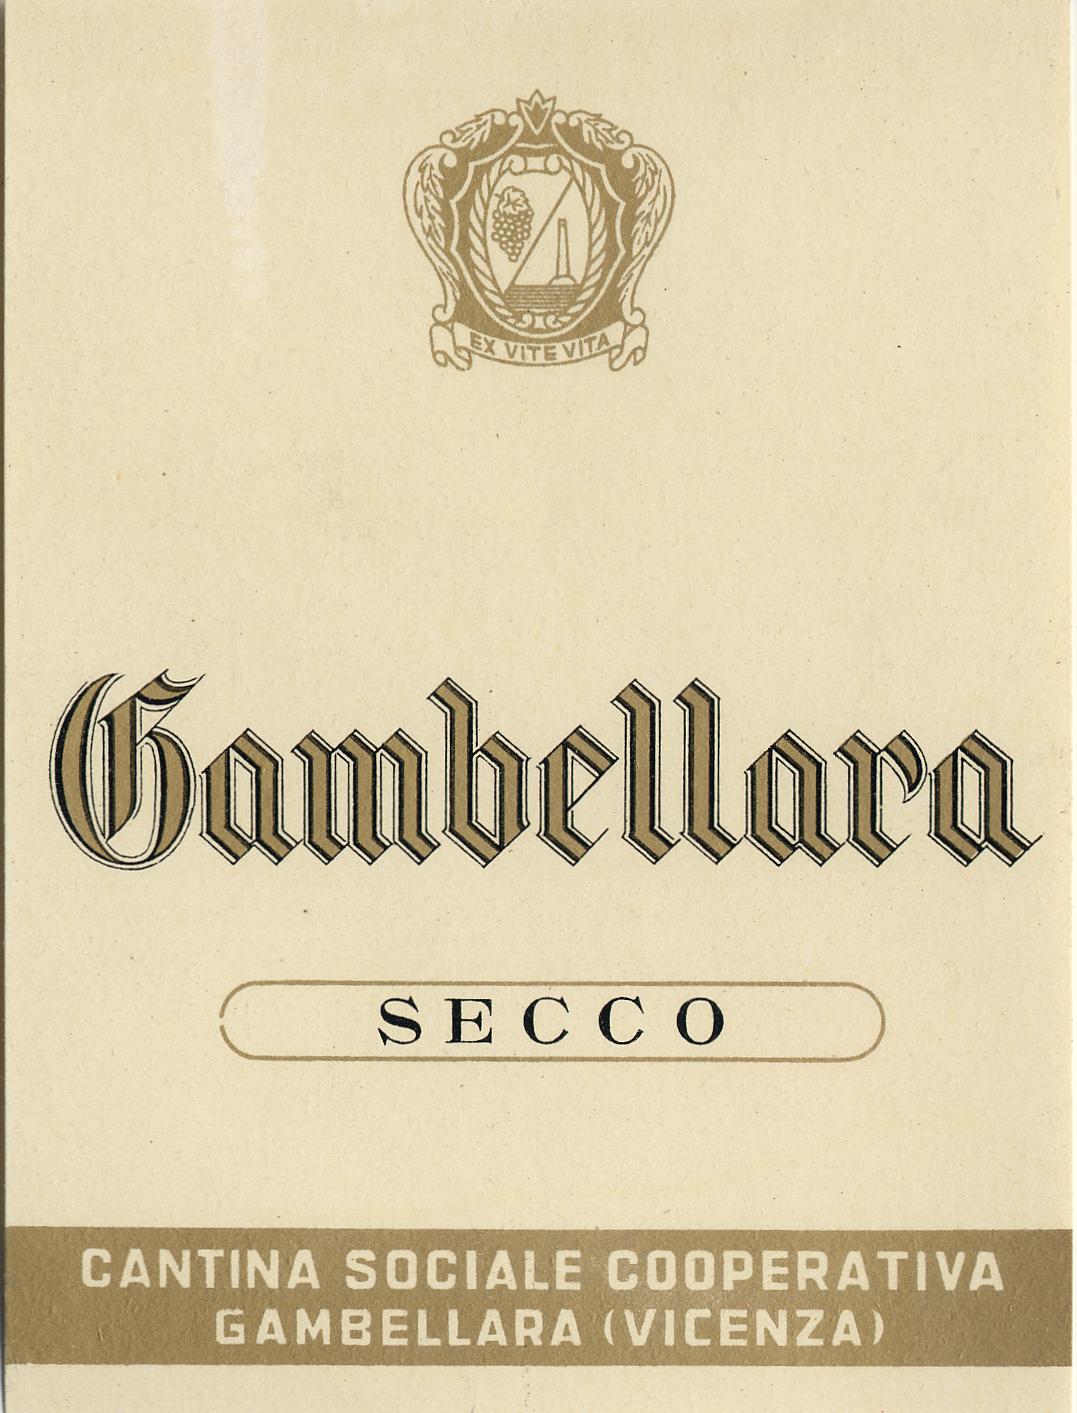 EX VITE VITA
Gambellara
SECCO
CANTINA SOCIALE COOPERATIVA
GAMBELLARA (VICENZA)